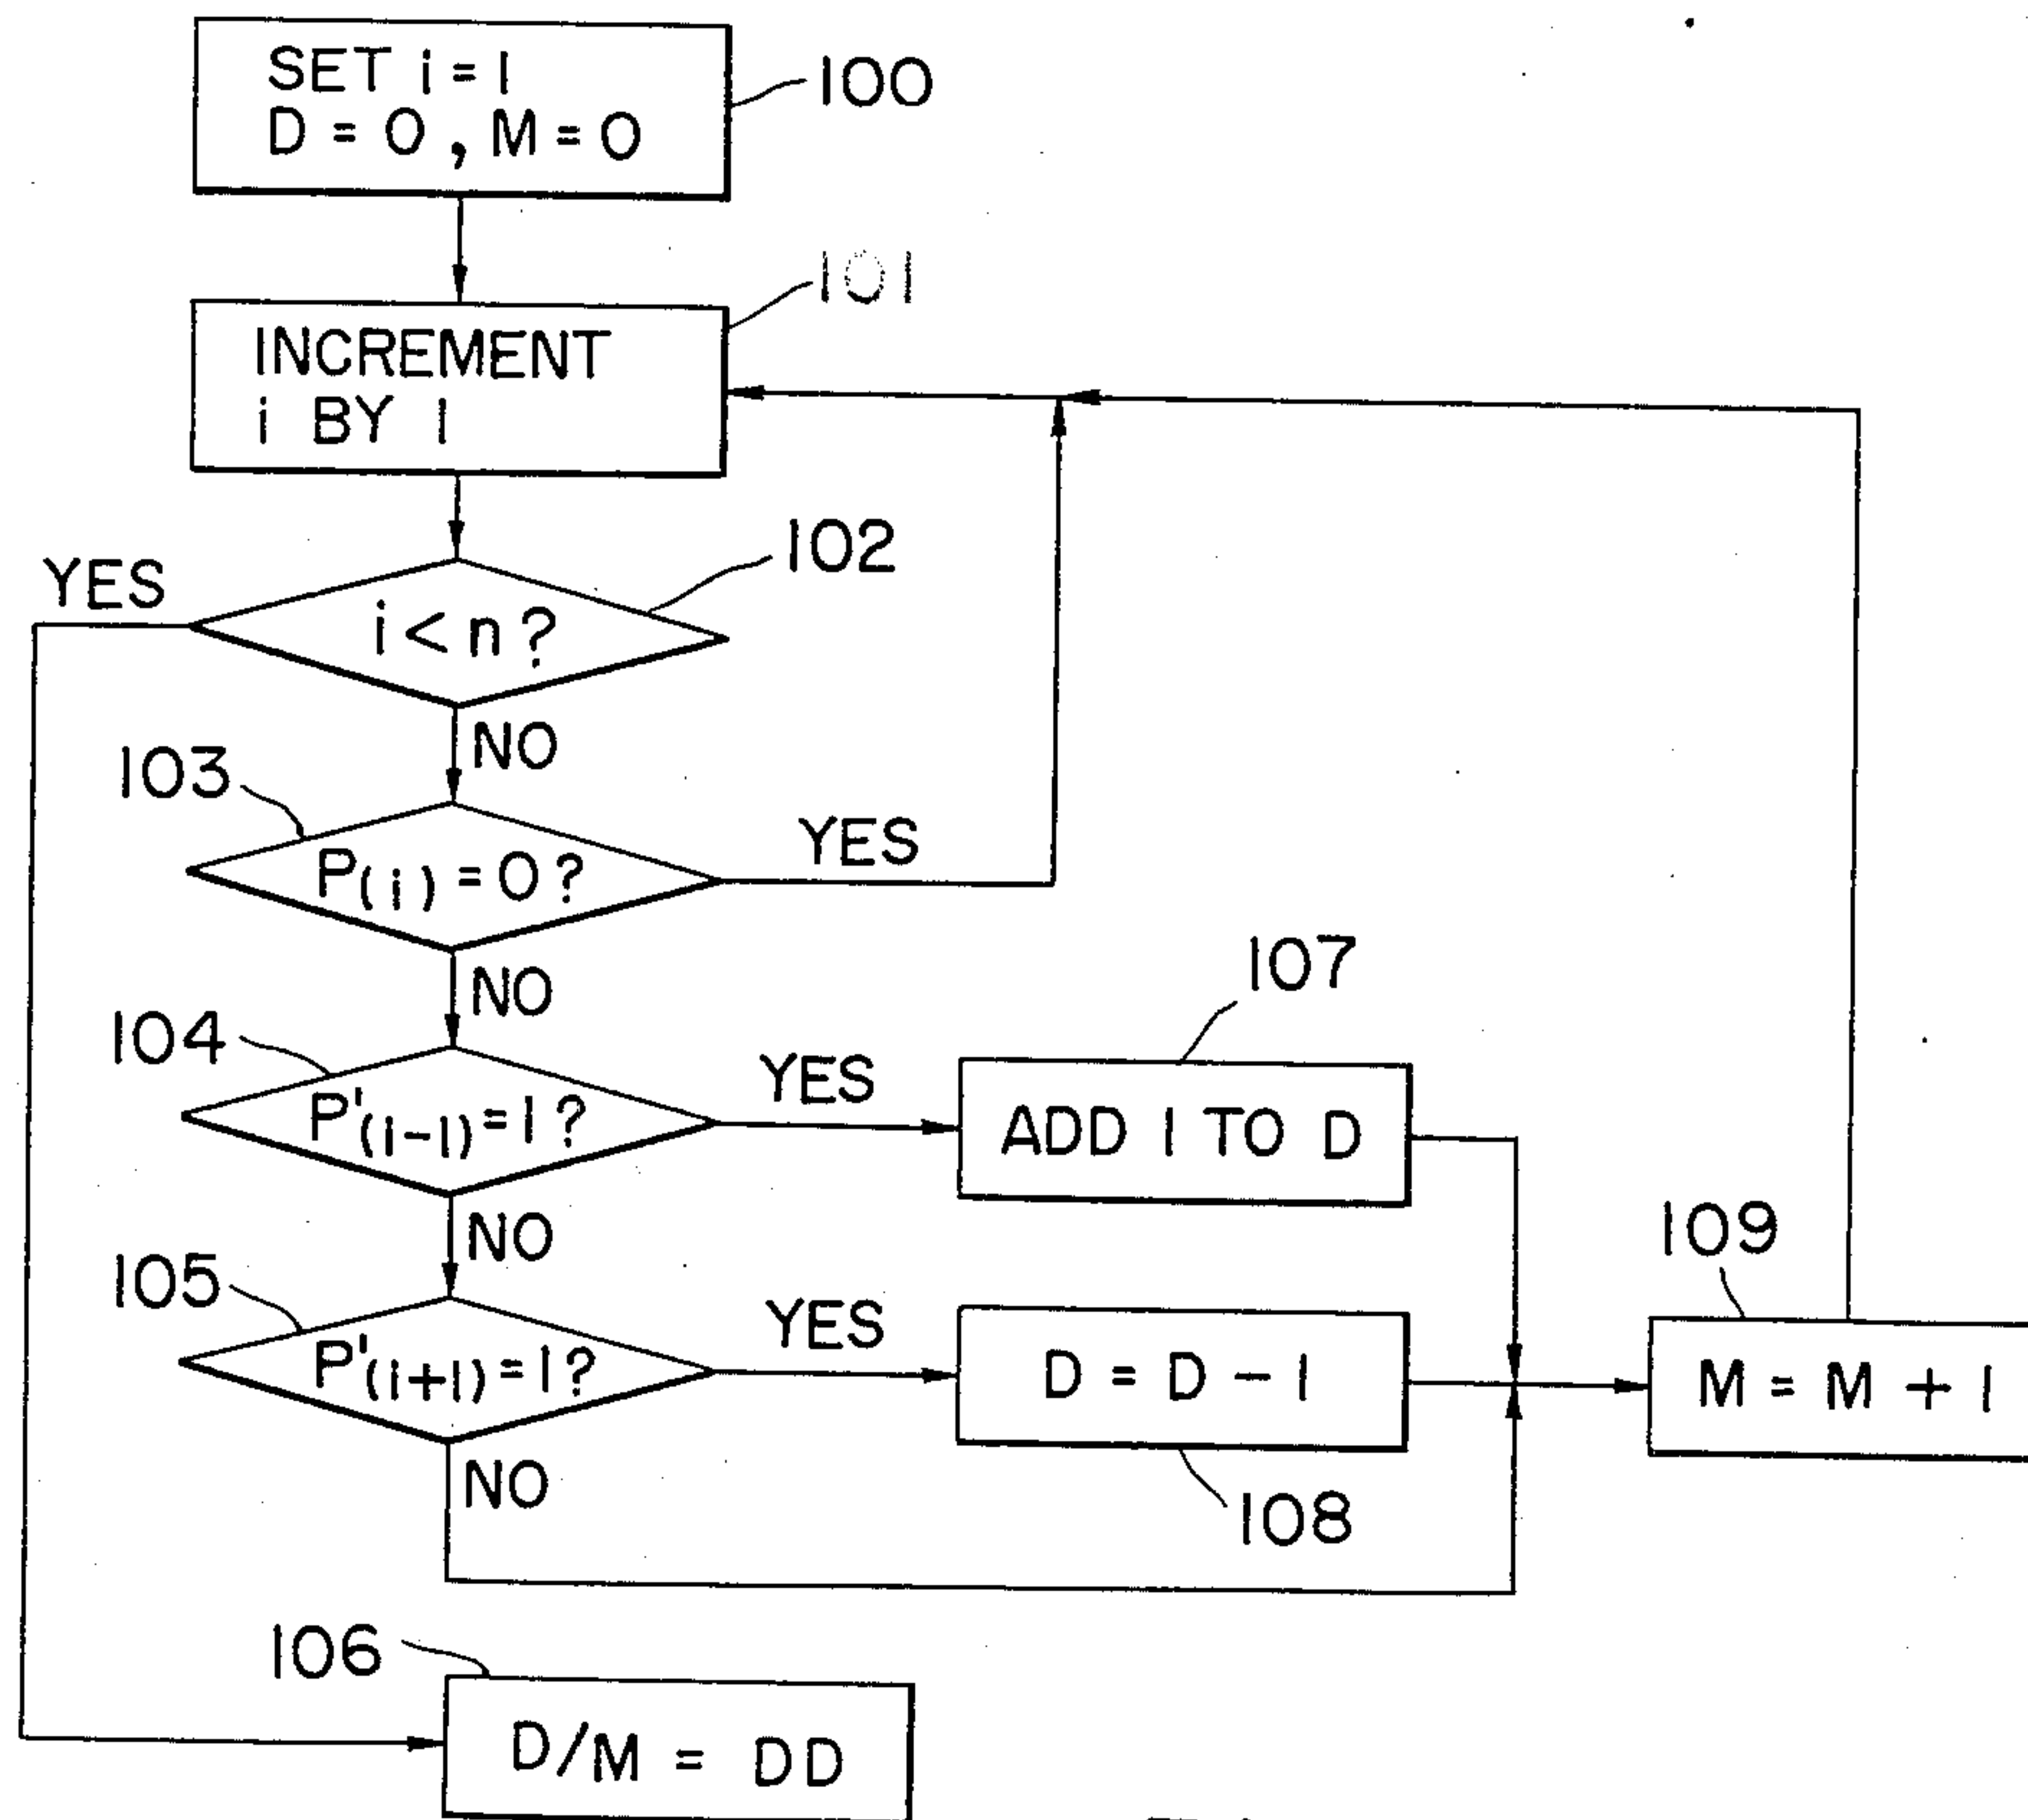 SET i = 1
D = 0 , M = 0
100
101
INCREMENT
i BY 1
102
YES
i < n ?
NO
103
P(i) = 0 ?
YES
NO
104
P'(i-1) = 1 ?
YES
107
ADD 1 TO D
NO
105
P'(i+1) = 1 ?
YES
D = D - 1
108
109
M = M + 1
NO
106
D/M = DD